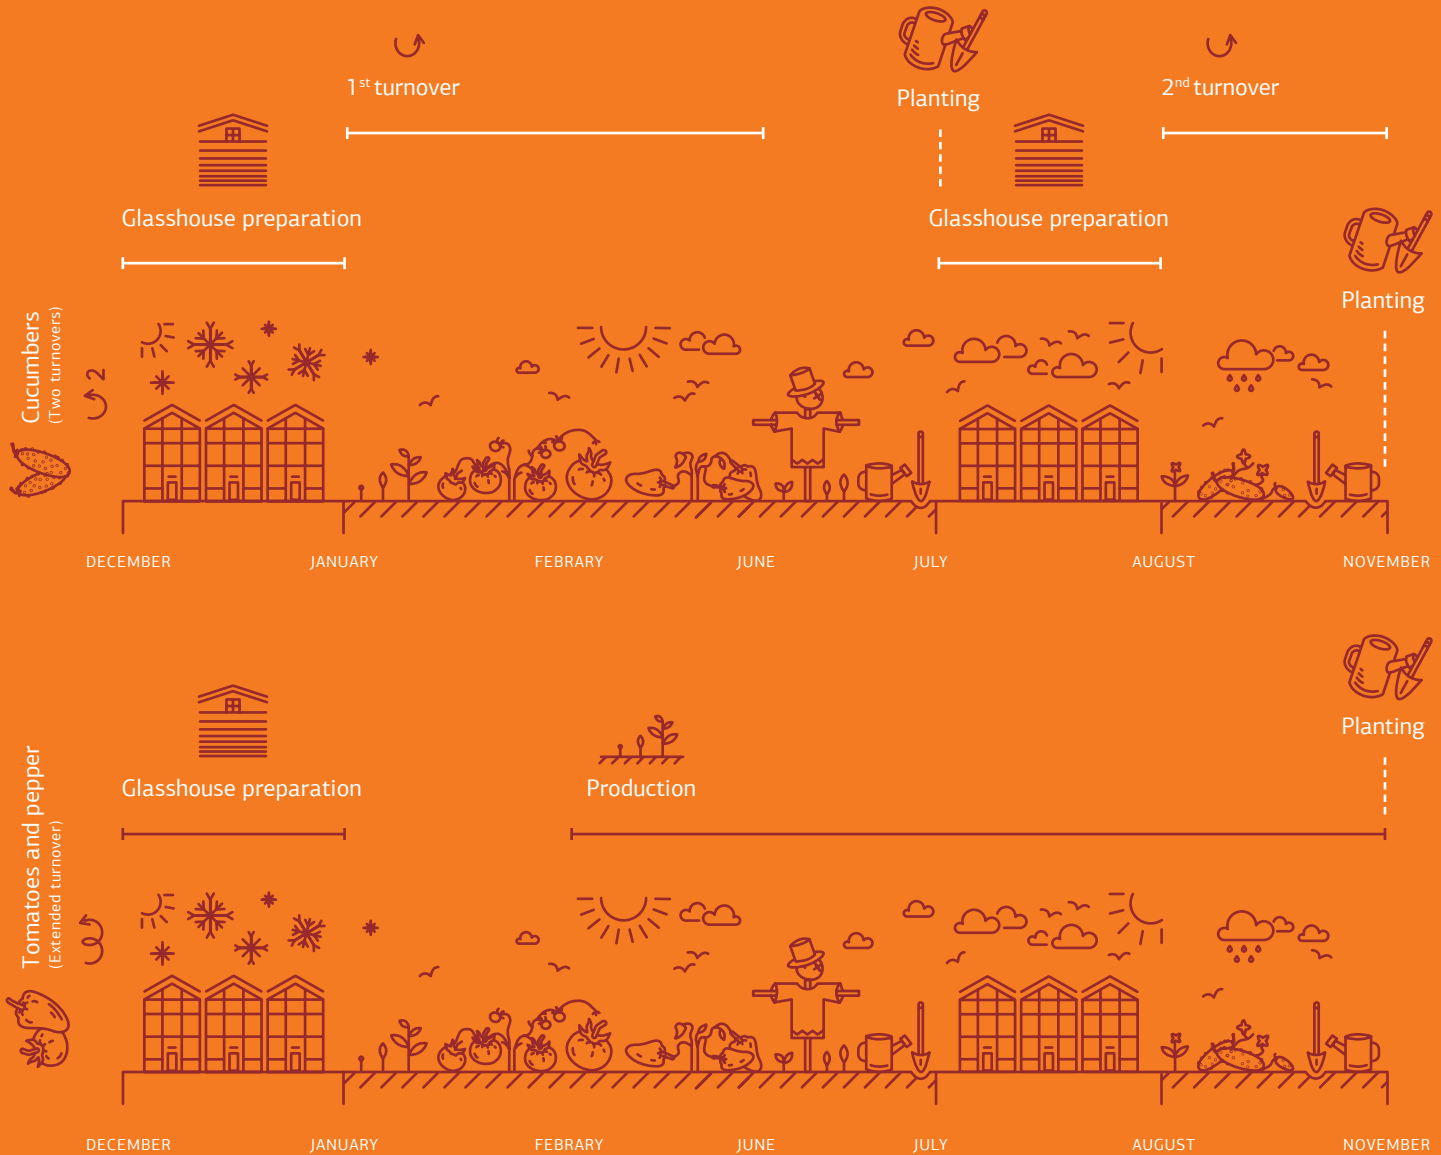 1st turnover
Planting
2nd turnover
Glasshouse preparation
Glasshouse preparation
Planting
Cucumbers
(Two turnovers)
2
DECEMBER JANUARY FEBRARY JUNE JULY AUGUST NOVEMBER
Planting
Glasshouse preparation
Production
Tomatoes and pepper
(Extended turnover)
DECEMBER JANUARY FEBRARY JUNE JULY AUGUST NOVEMBER